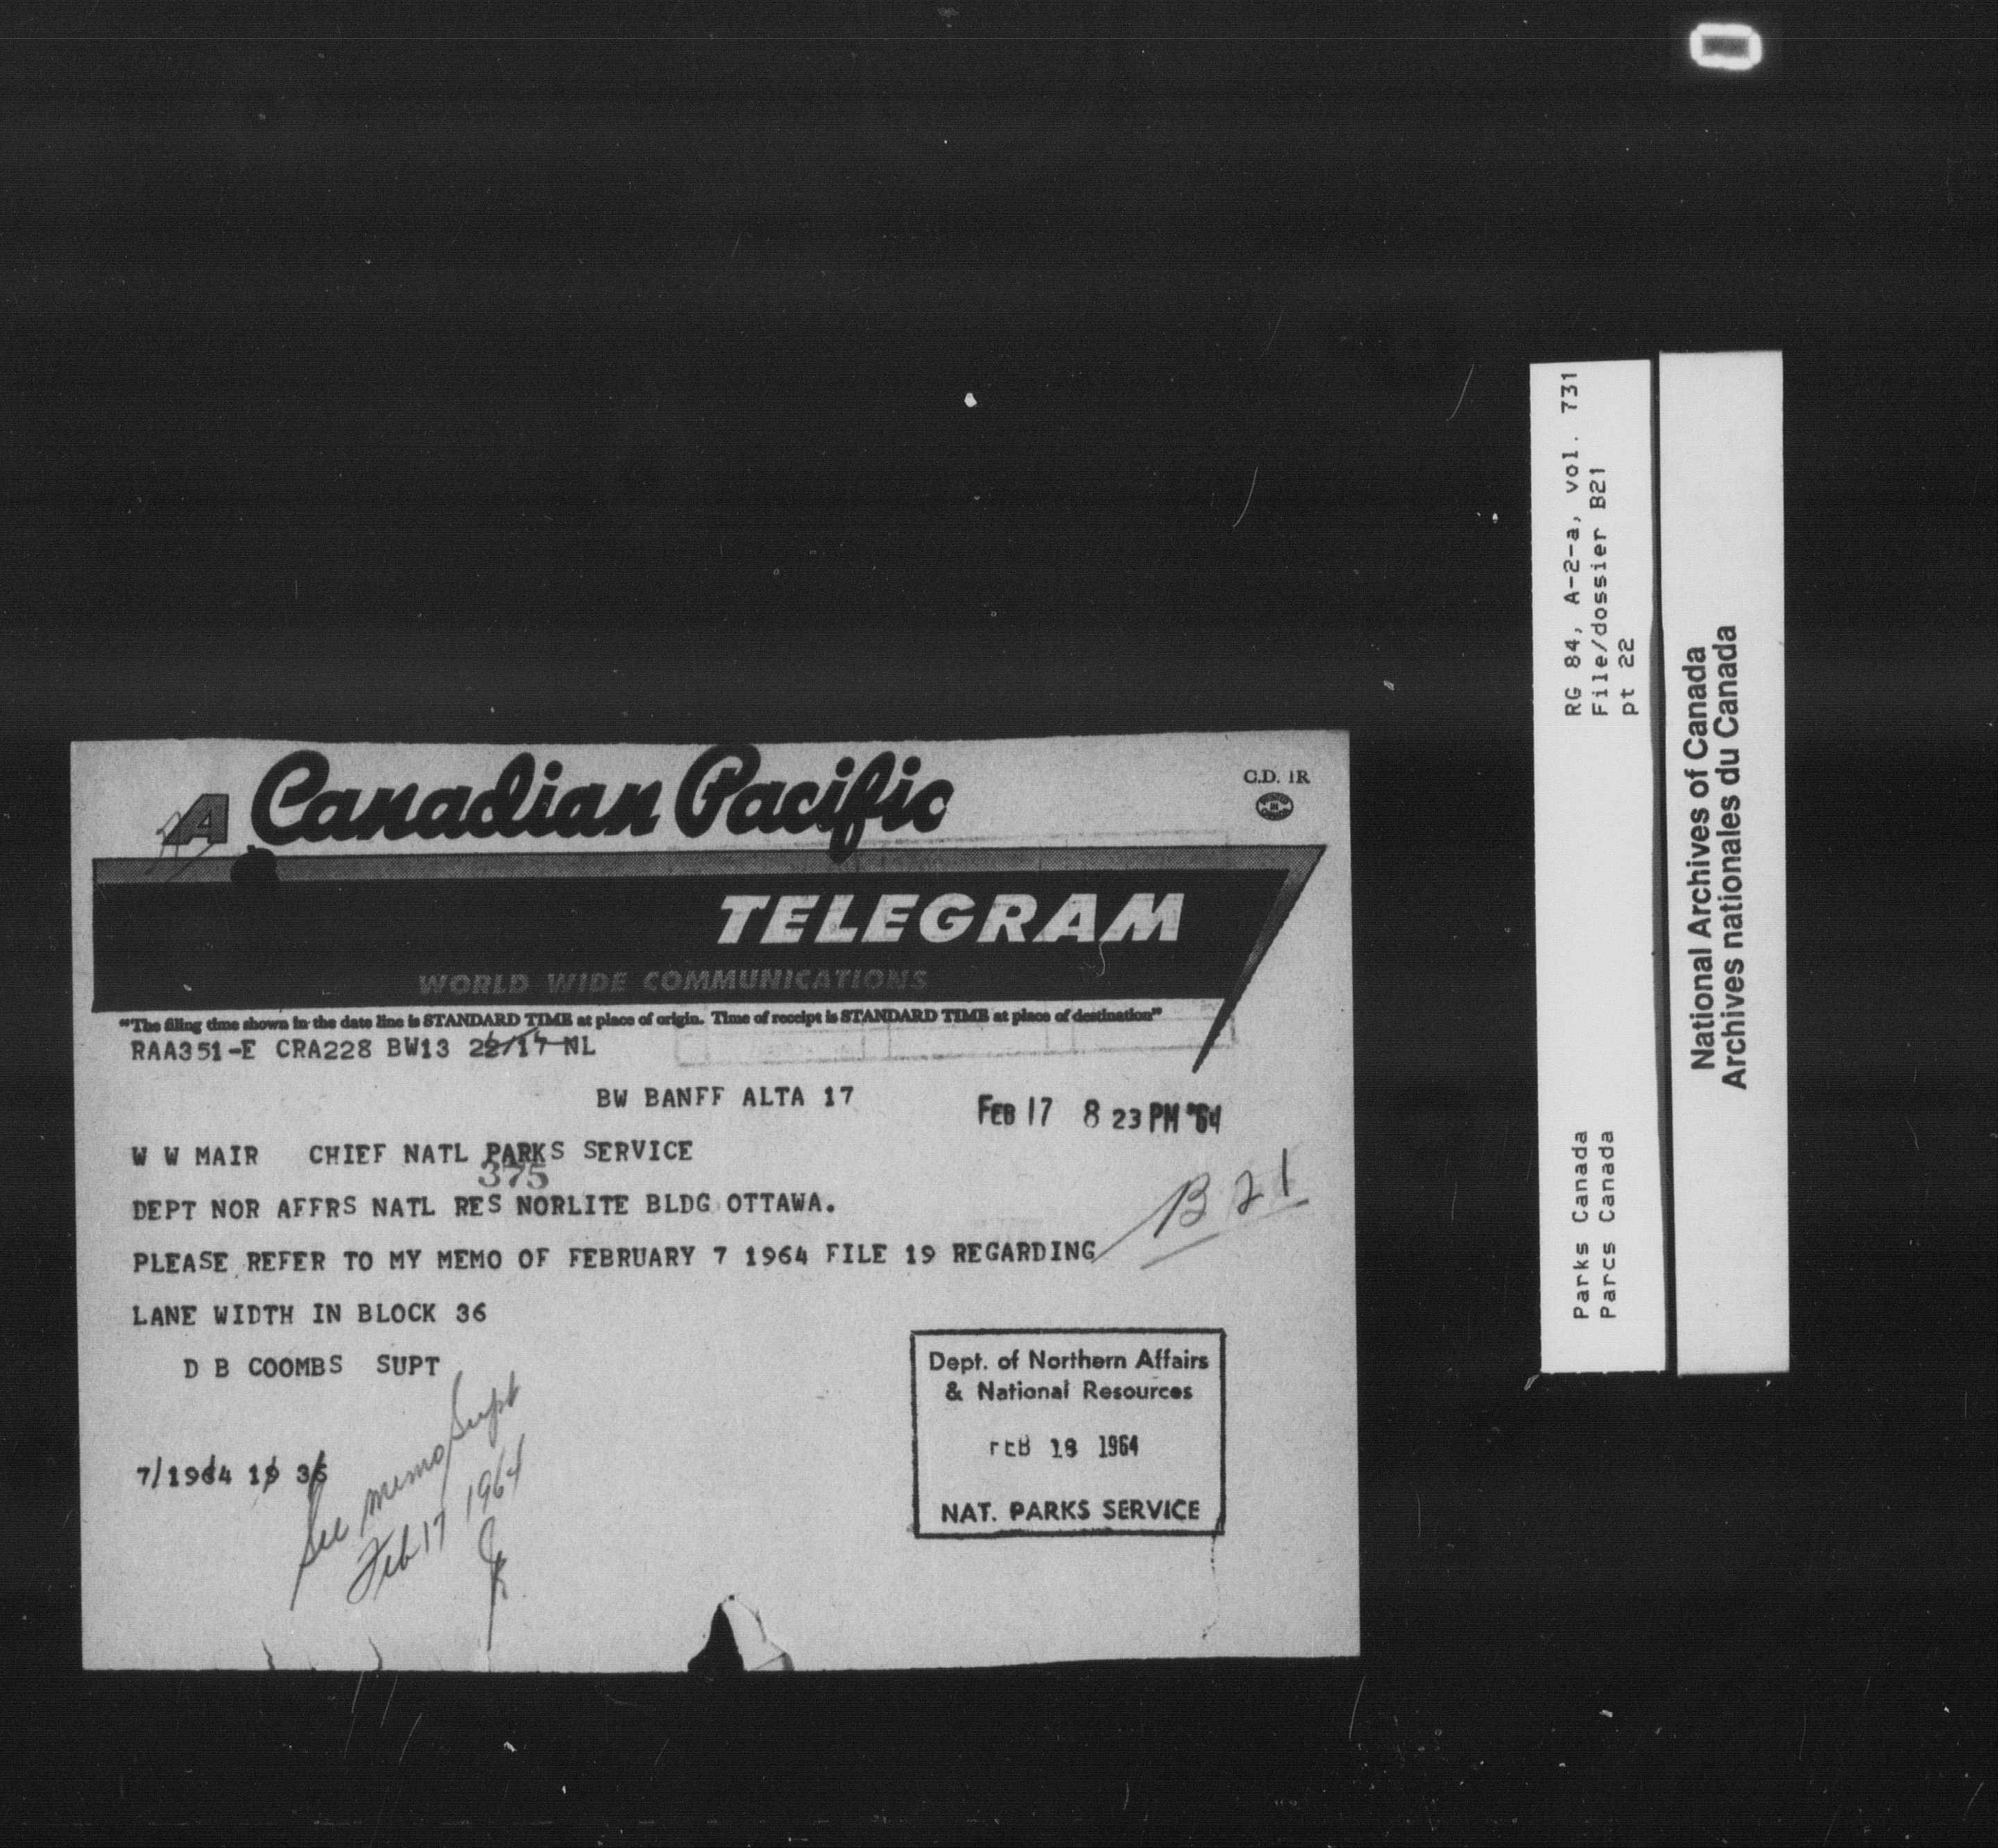 A Canadian Pacific
C.D. 1R
TELEGRAM
WORLD WIDE COMMUNICATIONS
"The filing time shown in the date line is STANDARD TIME at place of origin. Time of receipt is STANDARD TIME at place of destination"
RAA351-E CRA228 BW13 22/17 NL
BW BANFF ALTA 17
FEB 17 8 23 PM '64
W W MAIR CHIEF NATL PARKS SERVICE
375
DEPT NOR AFFRS NATL RES NORLITE BLDG OTTAWA.
B 21
PLEASE REFER TO MY MEMO OF FEBRUARY 7 1964 FILE 19 REGARDING
LANE WIDTH IN BLOCK 36
D B COOMBS SUPT
7/1964 19 36
See memo Supt
Feb 17 1964
Dept. of Northern Affairs
& National Resources
FEB 18 1964
NAT. PARKS SERVICE
RG 84, A-2-a, vol. 731
File/dossier B21
pt 22
Parks Canada
Parcs Canada
National Archives of Canada
Archives nationales du Canada